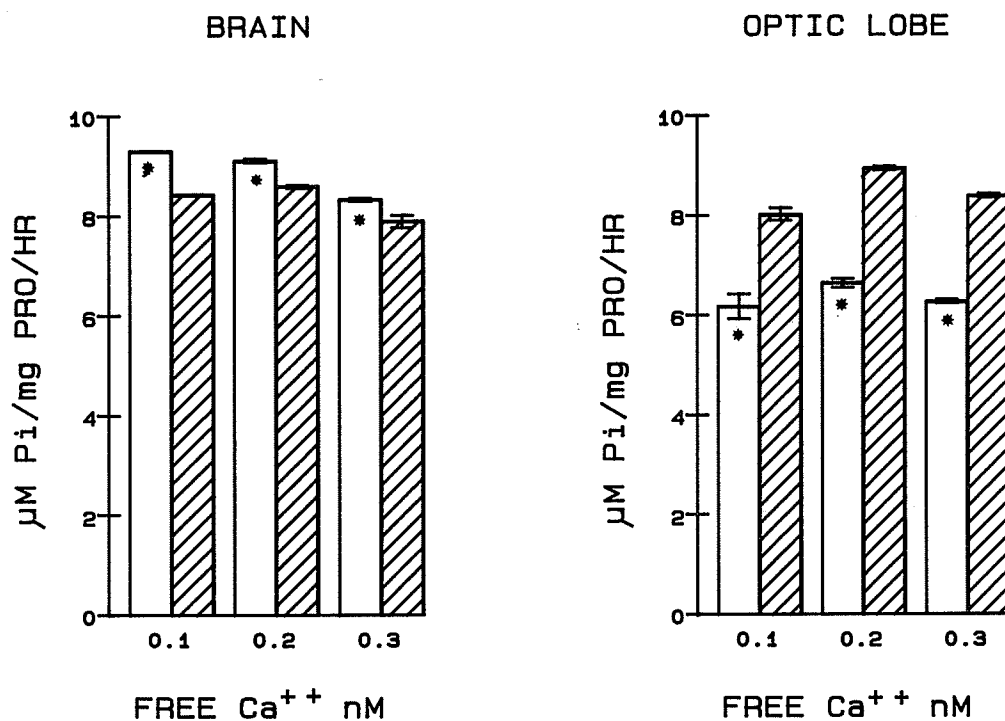 BRAIN
10
8
6
4
2
0
µM Pi/mg PRO/HR
* * *
0.1 0.2 0.3
FREE Ca⁺⁺ nM
OPTIC LOBE
10
8
6
4
2
0
µM Pi/mg PRO/HR
* * *
0.1 0.2 0.3
FREE Ca⁺⁺ nM